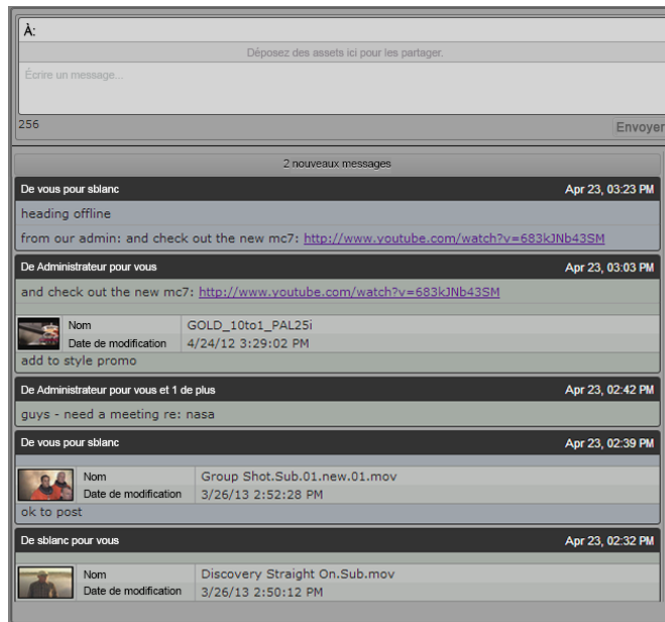 À:
Déposez des assets ici pour les partager.
Écrire un message...
256
Envoyer
2 nouveaux messages
De vous pour sblanc Apr 23, 03:23 PM
heading offline
from our admin: and check out the new mc7: http://www.youtube.com/watch?v=683kJNb43SM
De Administrateur pour vous Apr 23, 03:03 PM
and check out the new mc7: http://www.youtube.com/watch?v=683kJNb43SM
Nom GOLD_10to1_PAL25i
Date de modification 4/24/12 3:29:02 PM
add to style promo
De Administrateur pour vous et 1 de plus Apr 23, 02:42 PM
guys - need a meeting re: nasa
De vous pour sblanc Apr 23, 02:39 PM
Nom Group Shot.Sub.01.new.01.mov
Date de modification 3/26/13 2:52:28 PM
ok to post
De sblanc pour vous Apr 23, 02:32 PM
Nom Discovery Straight On.Sub.mov
Date de modification 3/26/13 2:50:12 PM